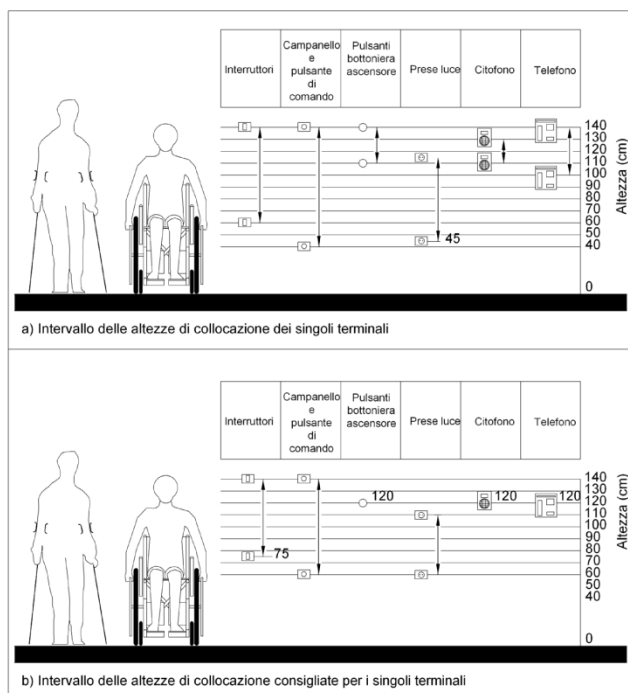 Interruttori
Campanello
e
pulsante
di
comando
Pulsanti
bottoniera
ascensore
Prese luce
Citofono
Telefono
140
130
120
110
100
90
80
70
60
50
40
0
45
Altezza (cm)
a) Intervallo delle altezze di collocazione dei singoli terminali
Interruttori
Campanello
e
pulsante
di
comando
Pulsanti
bottoniera
ascensore
Prese luce
Citofono
Telefono
120
120
120
75
140
130
120
110
100
90
80
70
60
50
40
0
Altezza (cm)
b) Intervallo delle altezze di collocazione consigliate per i singoli terminali